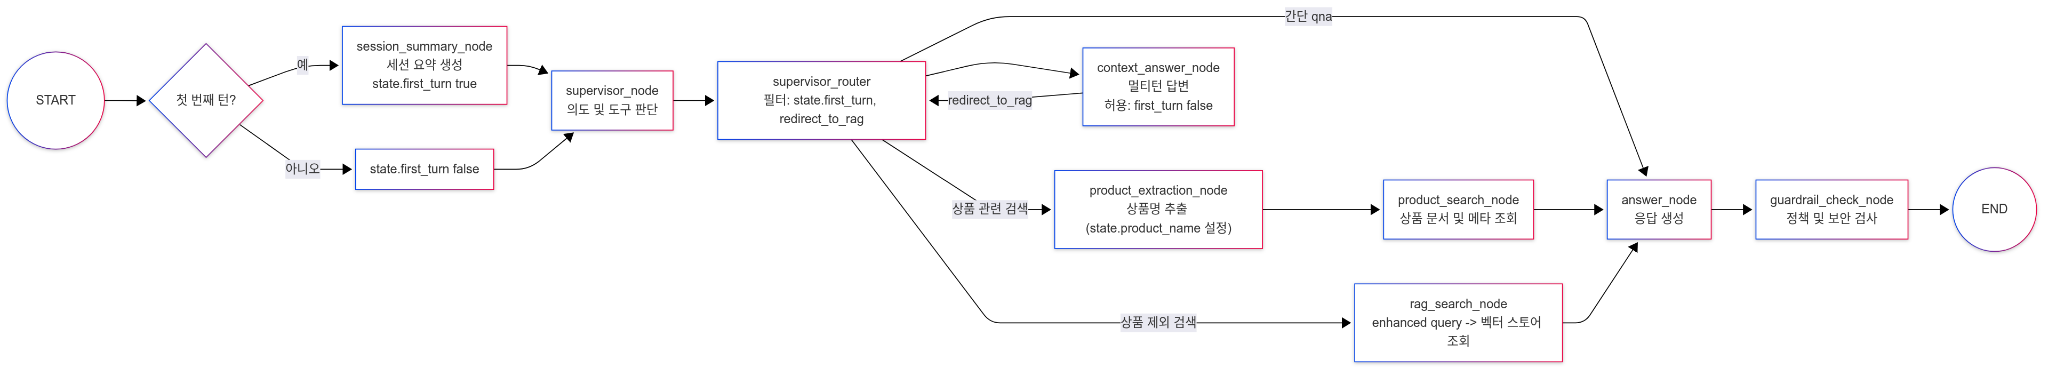 START
첫 번째 턴?
예
아니오
session_summary_node
세션 요약 생성
state.first_turn true
state.first_turn false
supervisor_node
의도 및 도구 판단
supervisor_router
필터: state.first_turn,
redirect_to_rag
간단 qna
context_answer_node
멀티턴 답변
허용: first_turn false
redirect_to_rag
상품 관련 검색
product_extraction_node
상품명 추출
(state.product_name 설정)
product_search_node
상품 문서 및 메타 조회
상품 제외 검색
rag_search_node
enhanced query -> 벡터 스토어
조회
answer_node
응답 생성
guardrail_check_node
정책 및 보안 검사
END